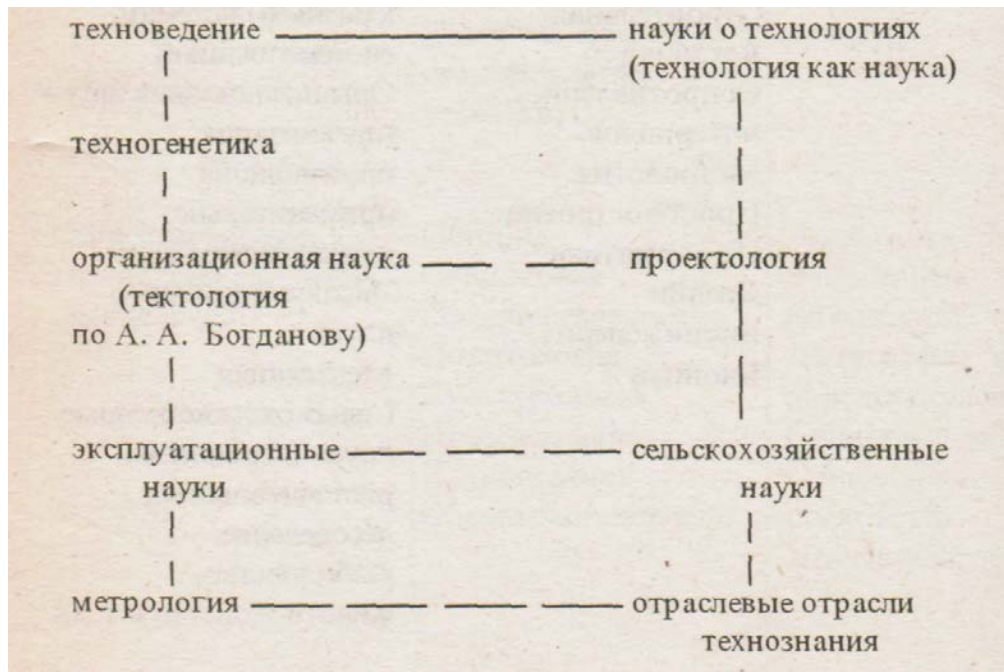 техноведение науки о технологиях
(технология как наука)
техногенетика
организационная наука проектология
(тектология
по А. А. Богданову)
эксплуатационные сельскохозяйственные
науки науки
метрология отраслевые отрасли
технознания